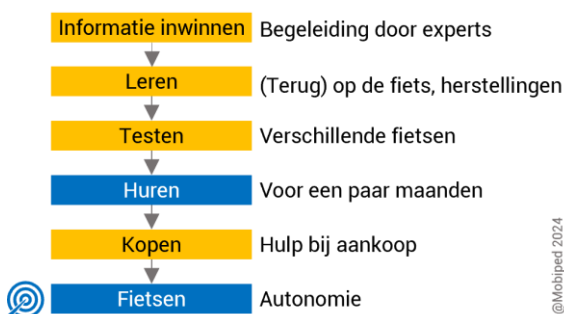 Informatie inwinnen Begeleiding door experts
Leren (Terug) op de fiets, herstellingen
Testen Verschillende fietsen
Huren Voor een paar maanden
Kopen Hulp bij aankoop
Fietsen Autonomie
@Mobiped 2024